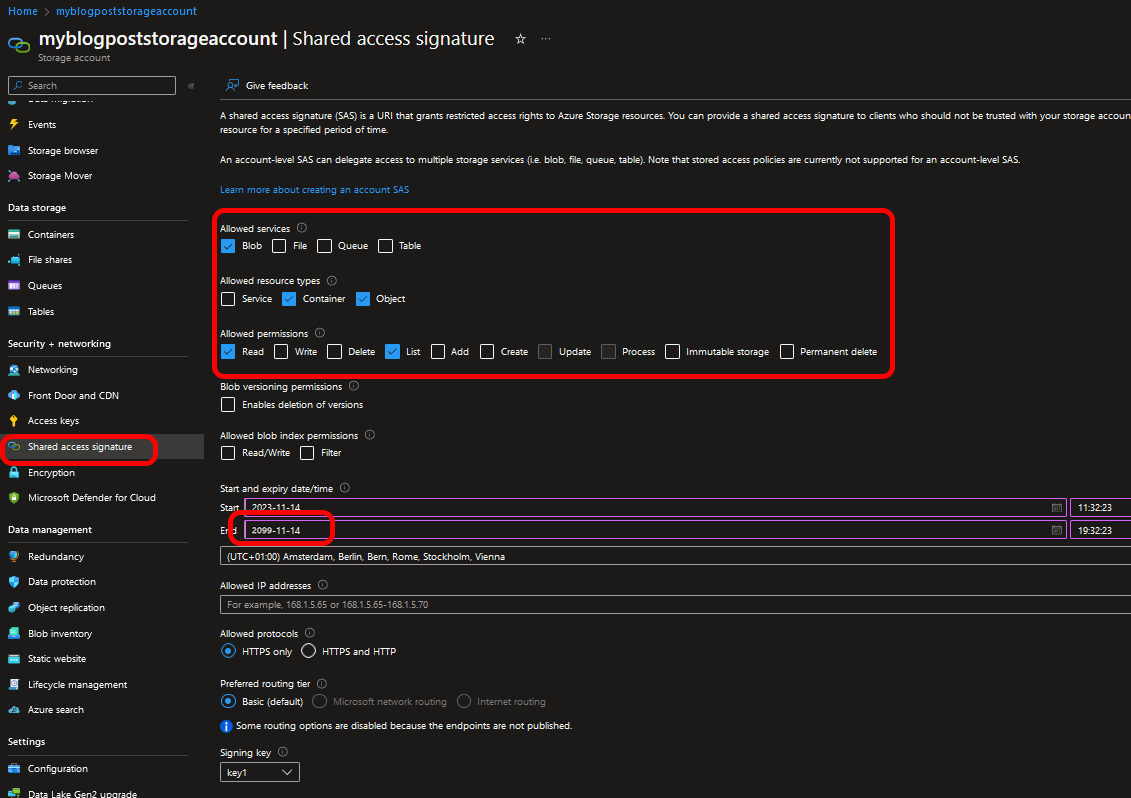 Home > myblogpoststorageaccount
myblogpoststorageaccount | Shared access signature ☆ ...
Storage account
Search «
Data migration
Events
Storage browser
Storage Mover
Data storage
Containers
File shares
Queues
Tables
Security + networking
Networking
Front Door and CDN
Access keys
Shared access signature
Encryption
Microsoft Defender for Cloud
Data management
Redundancy
Data protection
Object replication
Blob inventory
Static website
Lifecycle management
Azure search
Settings
Configuration
Data Lake Gen2 upgrade
Give feedback
A shared access signature (SAS) is a URI that grants restricted access rights to Azure Storage resources. You can provide a shared access signature to clients who should not be trusted with your storage accoun
resource for a specified period of time.
An account-level SAS can delegate access to multiple storage services (i.e. blob, file, queue, table). Note that stored access policies are currently not supported for an account-level SAS.
Learn more about creating an account SAS
Allowed services
Blob File Queue Table
Allowed resource types
Service Container Object
Allowed permissions
Read Write Delete List Add Create Update Process Immutable storage Permanent delete
Blob versioning permissions
Enables deletion of versions
Allowed blob index permissions
Read/Write Filter
Start and expiry date/time
Start 2023-11-14 11:32:23
End 2099-11-14 19:32:23
(UTC+01:00) Amsterdam, Berlin, Bern, Rome, Stockholm, Vienna
Allowed IP addresses
For example, 168.1.5.65 or 168.1.5.65-168.1.5.70
Allowed protocols
HTTPS only HTTPS and HTTP
Preferred routing tier
Basic (default) Microsoft network routing Internet routing
Some routing options are disabled because the endpoints are not published.
Signing key
key1